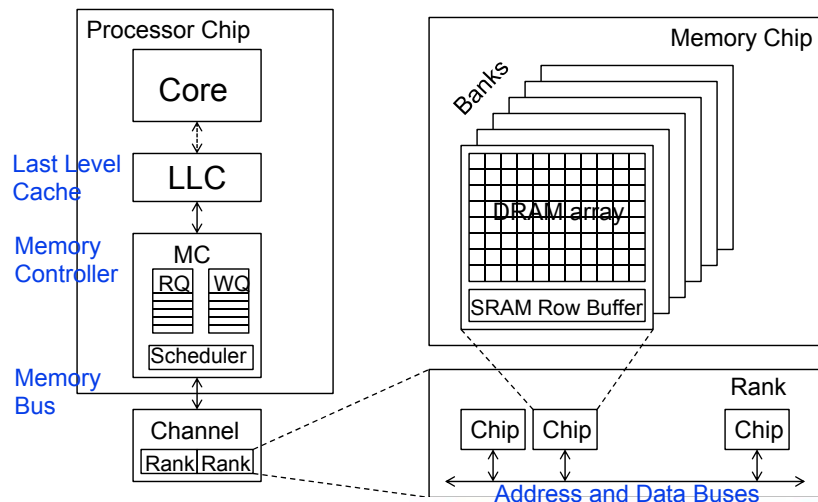 Processor Chip
Core
Last Level
Cache
LLC
Memory
Controller
MC
RQ
WQ
Scheduler
Memory
Bus
Channel
Rank
Rank
Memory Chip
Banks
DRAM array
SRAM Row Buffer
Rank
Chip
Chip
Chip
Address and Data Buses